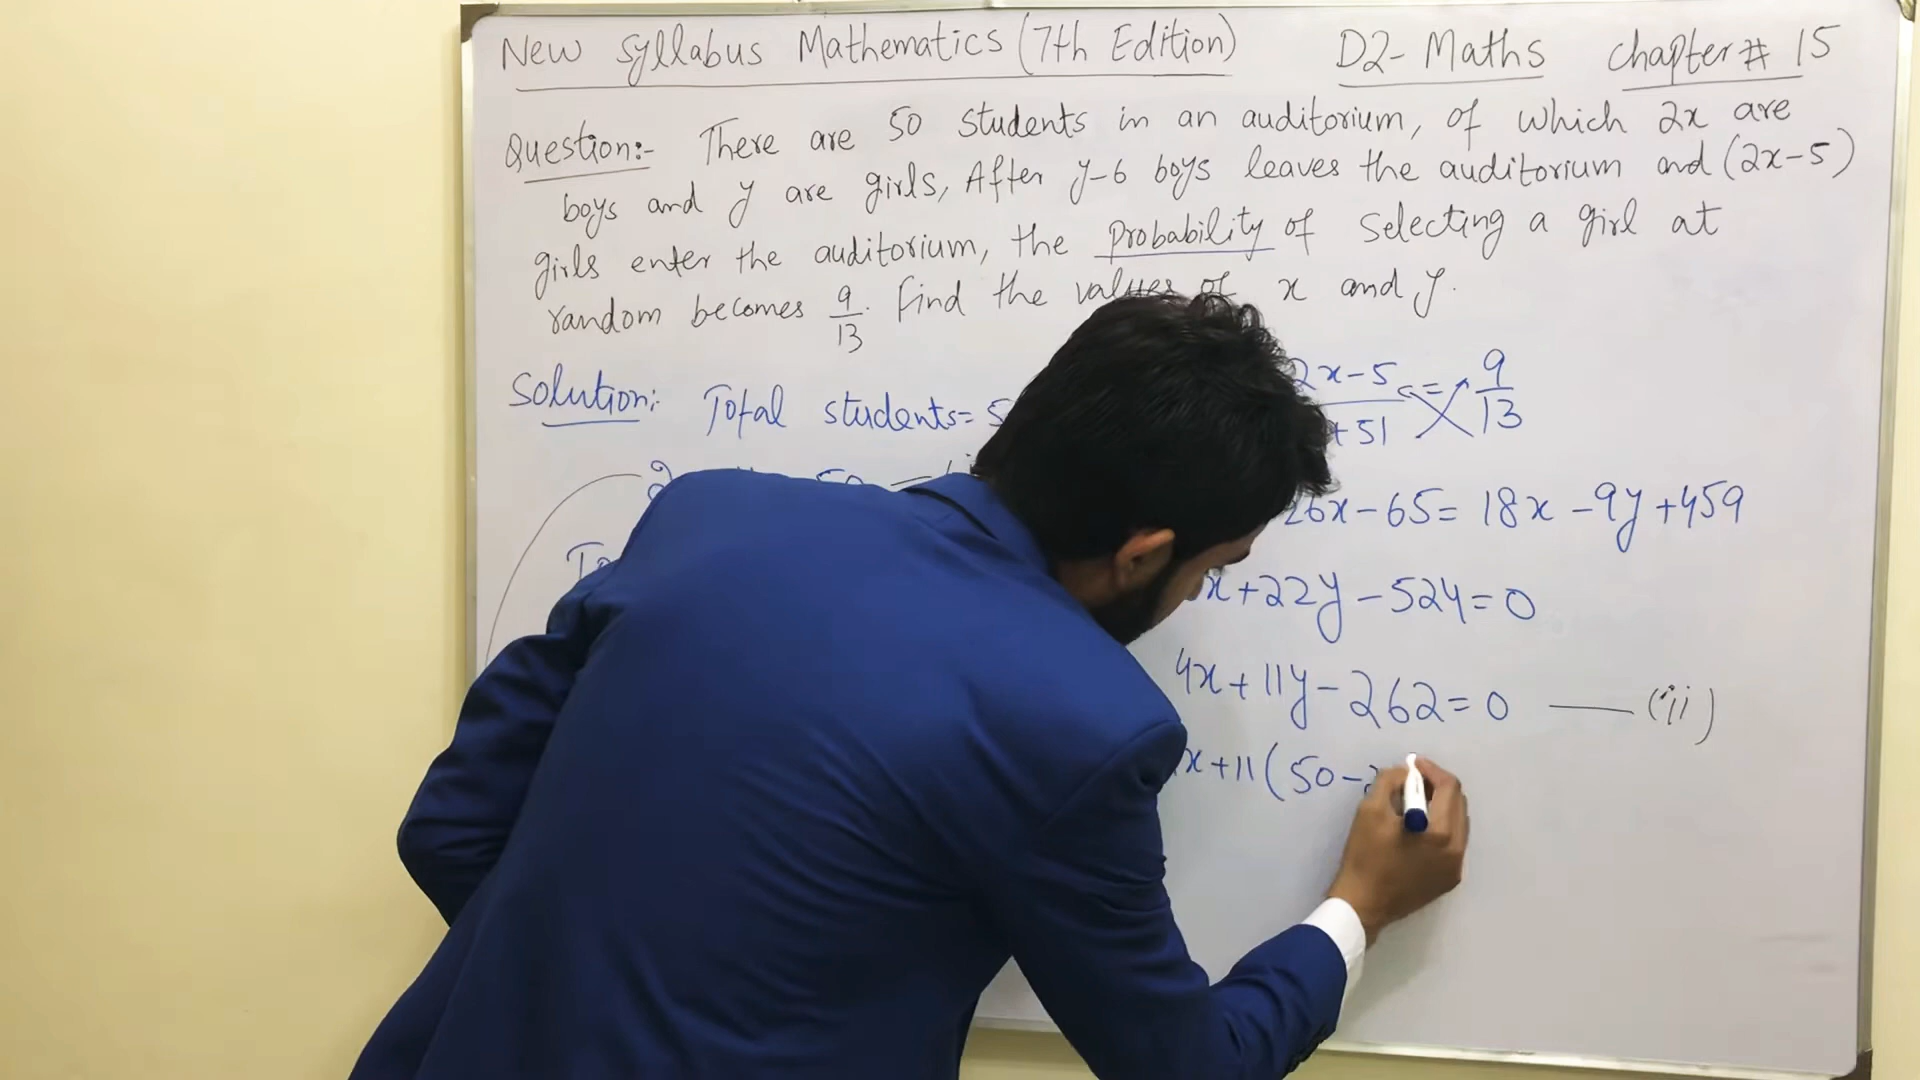 New Syllabus Mathematics (7th Edition) D2-Maths Chapter # 15
Question:- There are 50 students in an auditorium, of which 2x are
boys and y are girls, After y-6 boys leaves the auditorium and (2x-5)
girls enter the auditorium, the probability of selecting a girl at
random becomes 9/13. Find the values of x and y.
Solution: Total students=
2x-5 = 9/13
+51
26x-65= 18x-9y+459
x+22y-524=0
4x+11y-262=0 —(ii)
x+11(50-